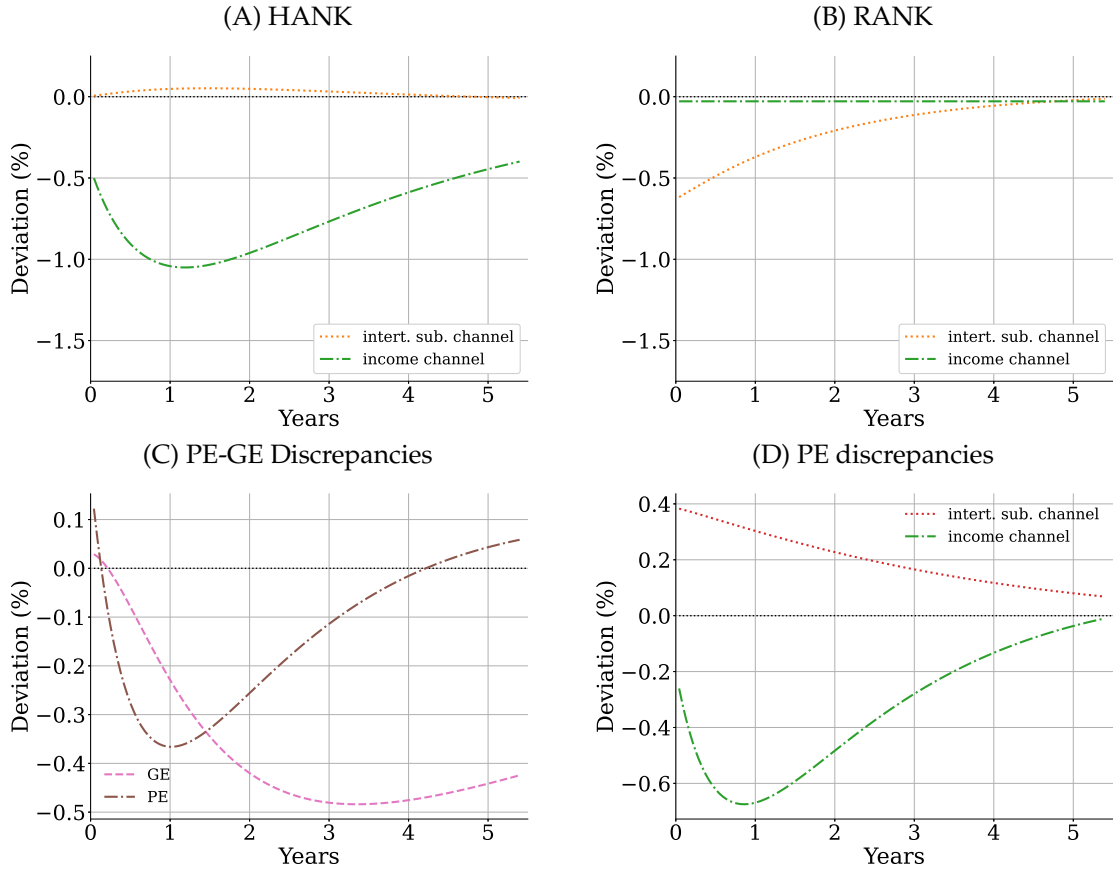 (A) HANK
Deviation (%)
0.0
−0.5
−1.0
−1.5
intert. sub. channel
income channel
0 1 2 3 4 5
Years
(B) RANK
Deviation (%)
0.0
−0.5
−1.0
−1.5
intert. sub. channel
income channel
0 1 2 3 4 5
Years
(C) PE-GE Discrepancies
Deviation (%)
0.1
0.0
−0.1
−0.2
−0.3
−0.4
−0.5
GE
PE
0 1 2 3 4 5
Years
(D) PE discrepancies
Deviation (%)
0.4
0.2
0.0
−0.2
−0.4
−0.6
intert. sub. channel
income channel
0 1 2 3 4 5
Years